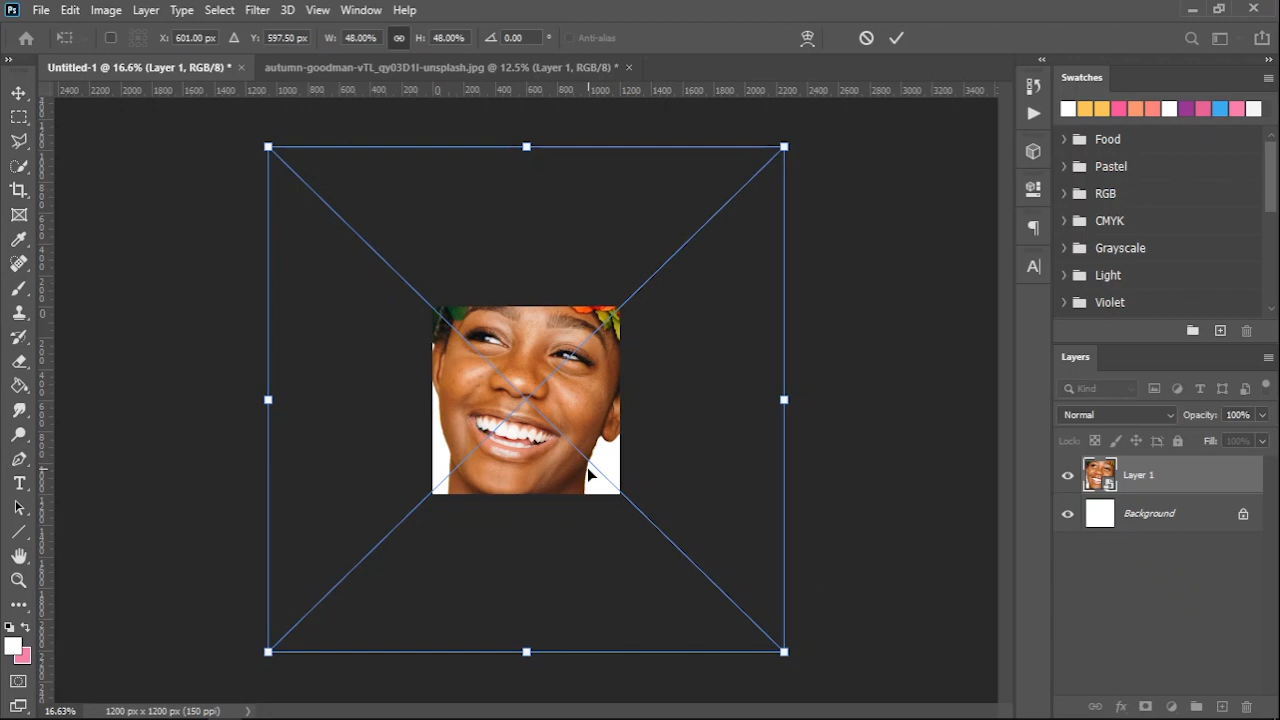 Ps File Edit Image Layer Type Select Filter 3D View Window Help
X: 601.00 px Y: 597.50 px W: 48.00% H: 48.00% 0.00 ° Anti-alias
Untitled-1 @ 16.6% (Layer 1, RGB/8) * × autumn-goodman-vTL_qy03D1I-unsplash.jpg @ 12.5% (Layer 1, RGB/8) * ×
2400 2200 2000 1800 1600 1400 1200 1000 800 600 400 200 0 200 400 600 800 1000 1200 1400 1600 1800 2000 2200 2400 2600 2800 3000 3200 3400
Swatches
Food
Pastel
RGB
CMYK
Grayscale
Light
Violet
Layers
Kind
Normal Opacity: 100%
Lock: Fill: 100%
Layer 1
Background
16.63% 1200 px x 1200 px (150 ppi)